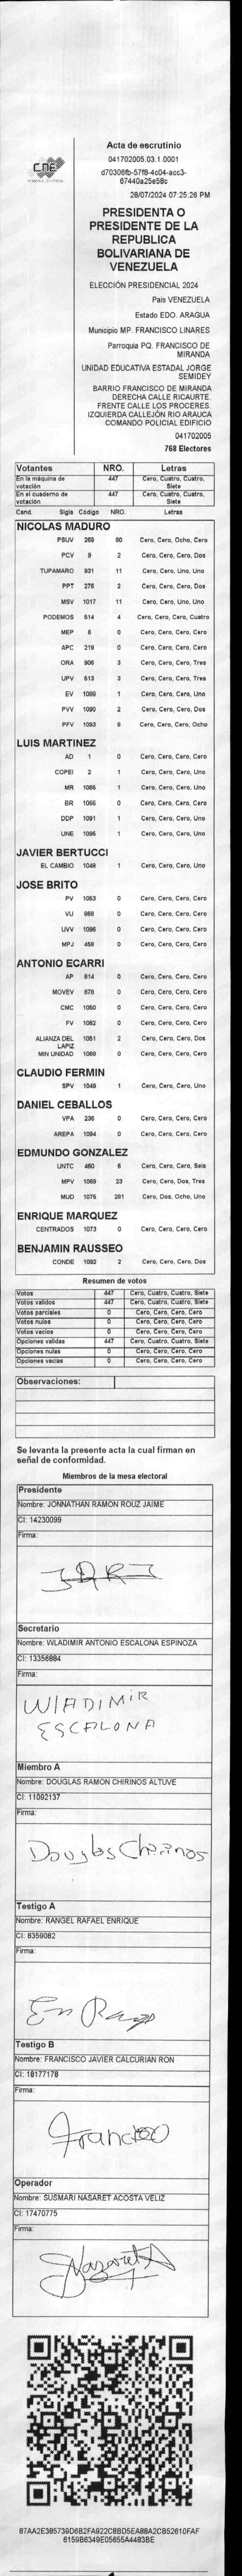 CNE
Acta de escrutinio
041702005.03.1.0001
d70306fb-57f8-4c04-acc3-
67440a25e58c
28/07/2024 07:25:26 PM
PRESIDENTA O
PRESIDENTE DE LA
REPUBLICA
BOLIVARIANA DE
VENEZUELA
ELECCIÓN PRESIDENCIAL 2024
País VENEZUELA
Estado EDO. ARAGUA
Municipio MP. FRANCISCO LINARES
Parroquia PQ. FRANCISCO DE
MIRANDA
UNIDAD EDUCATIVA ESTADAL JORGE
SEMIDEY
BARRIO FRANCISCO DE MIRANDA
DERECHA CALLE RICAURTE.
FRENTE CALLE LOS PROCERES.
IZQUIERDA CALLEJÓN RIO ARAUCA
COMANDO POLICIAL EDIFICIO
041702005
768 Electores
Votantes NRO. Letras
En la máquina de votación 447 Cero, Cuatro, Cuatro, Siete
En el cuaderno de votación 447 Cero, Cuatro, Cuatro, Siete
Cand. Sigla Código NRO. Letras
NICOLAS MADURO
PSUV 269 80 Cero, Cero, Ocho, Cero
PCV 9 2 Cero, Cero, Cero, Dos
TUPAMARO 931 11 Cero, Cero, Uno, Uno
PPT 276 2 Cero, Cero, Cero, Dos
MSV 1017 11 Cero, Cero, Uno, Uno
PODEMOS 514 4 Cero, Cero, Cero, Cuatro
MEP 6 0 Cero, Cero, Cero, Cero
APC 219 0 Cero, Cero, Cero, Cero
ORA 906 3 Cero, Cero, Cero, Tres
UPV 513 3 Cero, Cero, Cero, Tres
EV 1089 1 Cero, Cero, Cero, Uno
PVV 1090 2 Cero, Cero, Cero, Dos
PFV 1093 8 Cero, Cero, Cero, Ocho
LUIS MARTINEZ
AD 1 0 Cero, Cero, Cero, Cero
COPEI 2 1 Cero, Cero, Cero, Uno
MR 1065 1 Cero, Cero, Cero, Uno
BR 1066 0 Cero, Cero, Cero, Cero
DDP 1091 1 Cero, Cero, Cero, Uno
UNE 1095 1 Cero, Cero, Cero, Uno
JAVIER BERTUCCI
EL CAMBIO 1048 1 Cero, Cero, Cero, Uno
JOSE BRITO
PV 1053 0 Cero, Cero, Cero, Cero
VU 968 0 Cero, Cero, Cero, Cero
UVV 1096 0 Cero, Cero, Cero, Cero
MPJ 458 0 Cero, Cero, Cero, Cero
ANTONIO ECARRI
AP 914 0 Cero, Cero, Cero, Cero
MOVEV 878 0 Cero, Cero, Cero, Cero
CMC 1050 0 Cero, Cero, Cero, Cero
FV 1062 0 Cero, Cero, Cero, Cero
ALIANZA DEL LAPIZ 1051 2 Cero, Cero, Cero, Dos
MIN UNIDAD 1088 0 Cero, Cero, Cero, Cero
CLAUDIO FERMIN
SPV 1049 1 Cero, Cero, Cero, Uno
DANIEL CEBALLOS
VPA 236 0 Cero, Cero, Cero, Cero
AREPA 1094 0 Cero, Cero, Cero, Cero
EDMUNDO GONZALEZ
UNTC 460 6 Cero, Cero, Cero, Seis
MPV 1069 23 Cero, Cero, Dos, Tres
MUD 1075 281 Cero, Dos, Ocho, Uno
ENRIQUE MARQUEZ
CENTRADOS 1073 0 Cero, Cero, Cero, Cero
BENJAMIN RAUSSEO
CONDE 1092 2 Cero, Cero, Cero, Dos
Resumen de votos
Votos 447 Cero, Cuatro, Cuatro, Siete
Votos validos 447 Cero, Cuatro, Cuatro, Siete
Votos parciales 0 Cero, Cero, Cero, Cero
Votos nulos 0 Cero, Cero, Cero, Cero
Votos vacios 0 Cero, Cero, Cero, Cero
Opciones validas 447 Cero, Cuatro, Cuatro, Siete
Opciones nulas 0 Cero, Cero, Cero, Cero
Opciones vacias 0 Cero, Cero, Cero, Cero
Observaciones:
Se levanta la presente acta la cual firman en
señal de conformidad.
Miembros de la mesa electoral
Presidente
Nombre: JONNATHAN RAMON ROUZ JAIME
CI: 14230099
Firma:
Secretario
Nombre: WLADIMIR ANTONIO ESCALONA ESPINOZA
CI: 13356884
Firma:
WlADIMIR
ESCALONA
Miembro A
Nombre: DOUGLAS RAMON CHIRINOS ALTUVE
CI: 11092137
Firma:
Douglas Chirinos
Testigo A
Nombre: RANGEL RAFAEL ENRIQUE
CI: 8359082
Firma:
Testigo B
Nombre: FRANCISCO JAVIER CALCURIAN RON
CI: 18177178
Firma:
Operador
Nombre: SUSMARI NASARET ACOSTA VELIZ
CI: 17470775
Firma:
87AA2E385739D6B2FA922C8BD5EA88A2CB52610FAF
6159B6349E05655A4483BE